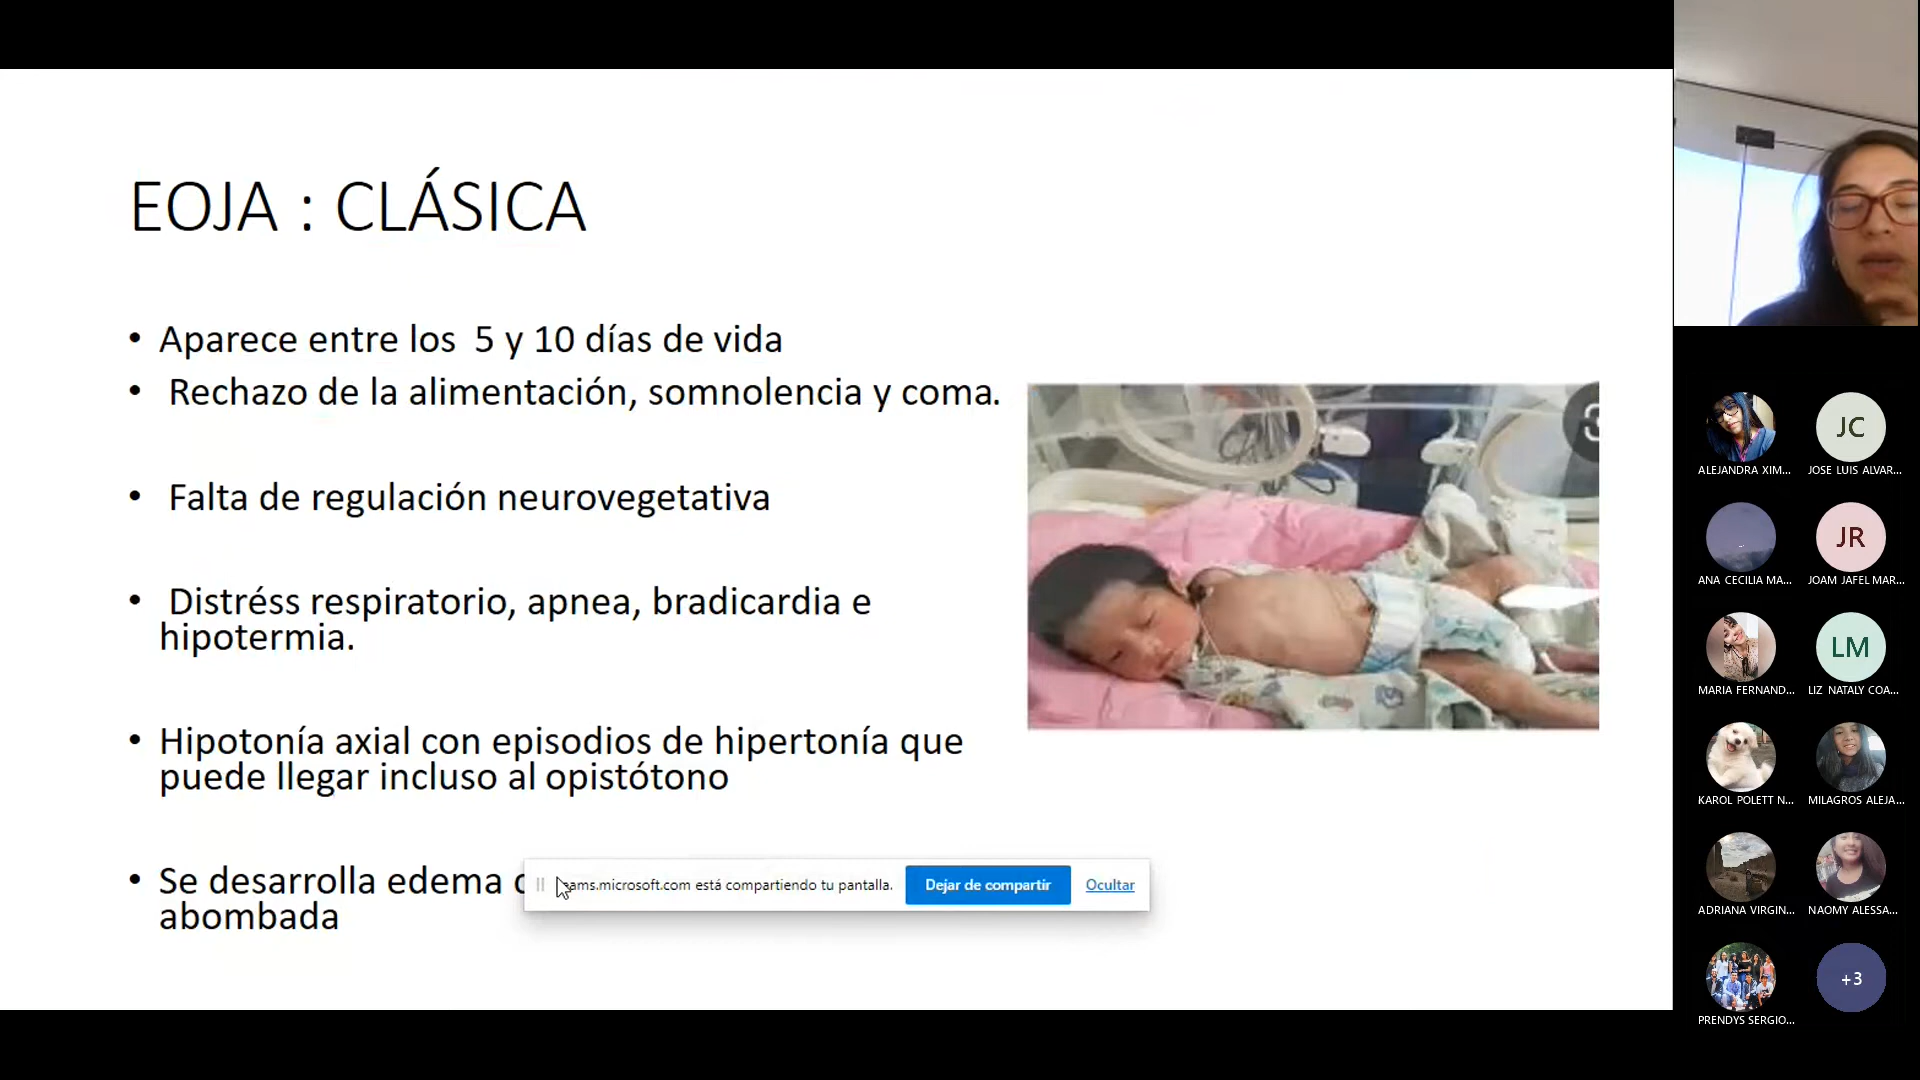 EOJA : CLÁSICA
• Aparece entre los 5 y 10 días de vida
• Rechazo de la alimentación, somnolencia y coma.
• Falta de regulación neurovegetativa
• Distréss respiratorio, apnea, bradicardia e
hipotermia.
• Hipotonía axial con episodios de hipertonía que
puede llegar incluso al opistótono
• Se desarrolla edema
abombada
ams.microsoft.com está compartiendo tu pantalla.
Dejar de compartir
Ocultar
JC
ALEJANDRA XIM...
JOSE LUIS ALVAR...
JR
ANA CECILIA MA...
JOAM JAFEL MAR...
LM
MARIA FERNAND...
LIZ NATALY COA...
KAROL POLETT N...
MILAGROS ALEJA...
ADRIANA VIRGIN...
NAOMY ALESSA...
+3
PRENDYS SERGIO...